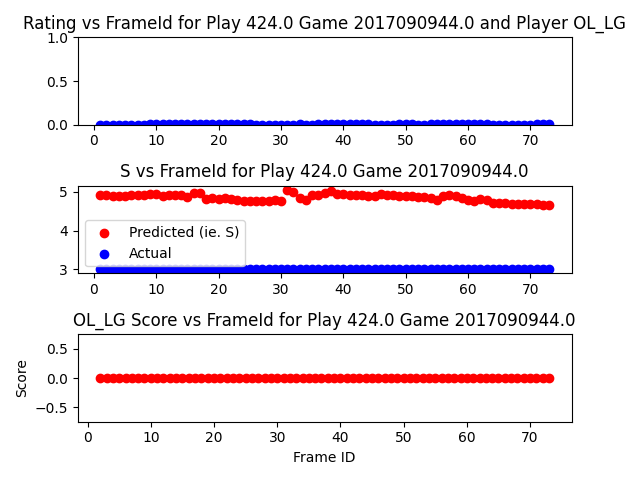 Rating vs FrameId for Play 424.0 Game 2017090944.0 and Player OL_LG
1.0
0.5
0.0
0 10 20 30 40 50 60 70
S vs FrameId for Play 424.0 Game 2017090944.0
5
4
3
Predicted (ie. S)
Actual
0 10 20 30 40 50 60 70
OL_LG Score vs FrameId for Play 424.0 Game 2017090944.0
Score
0.5
0.0
−0.5
0 10 20 30 40 50 60 70
Frame ID